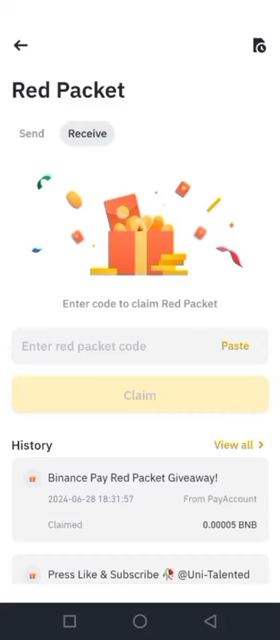 Red Packet
Send
Receive
Enter code to claim Red Packet
Enter red packet code
Paste
Claim
History
View all
Binance Pay Red Packet Giveaway!
2024-06-28 18:31:57
From PayAccount
Claimed
0.00005 BNB
Press Like & Subscribe 🥀 @Uni-Talented